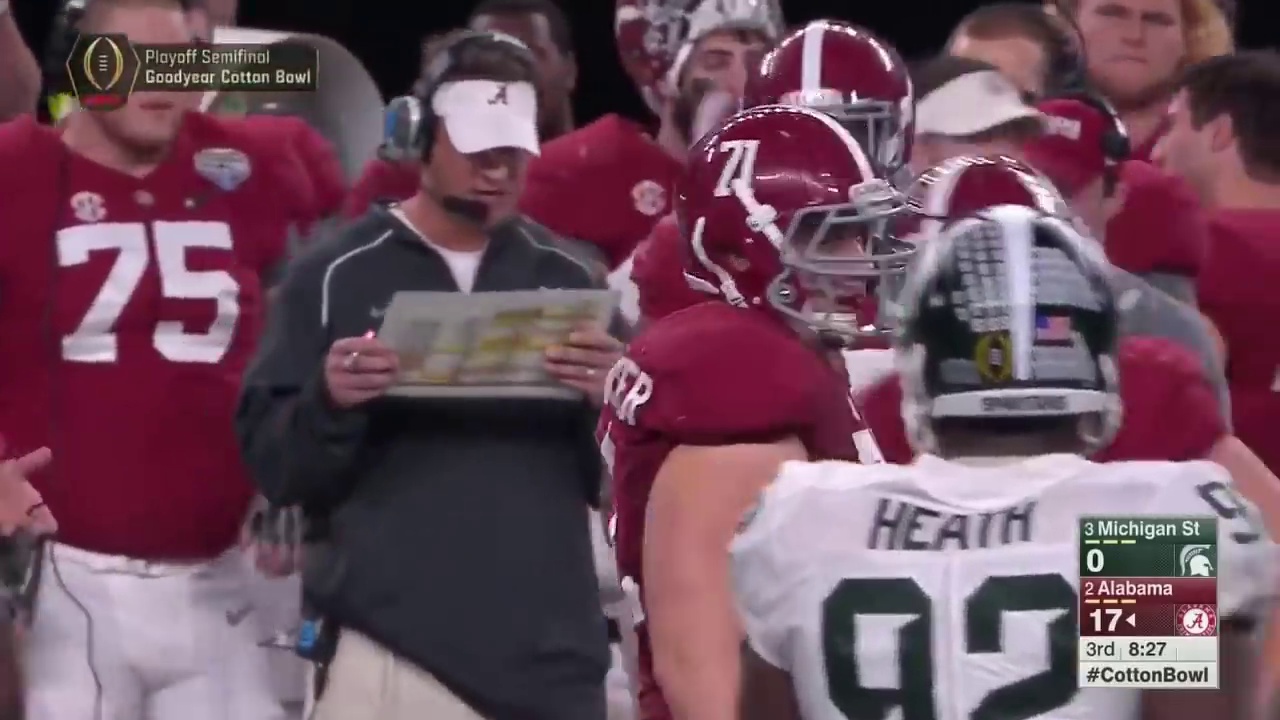 Playoff Semifinal
Goodyear Cotton Bowl
A
75
71
SPARTANS
HEATH
92
3 Michigan St
0
2 Alabama
17
3rd 8:27
#CottonBowl